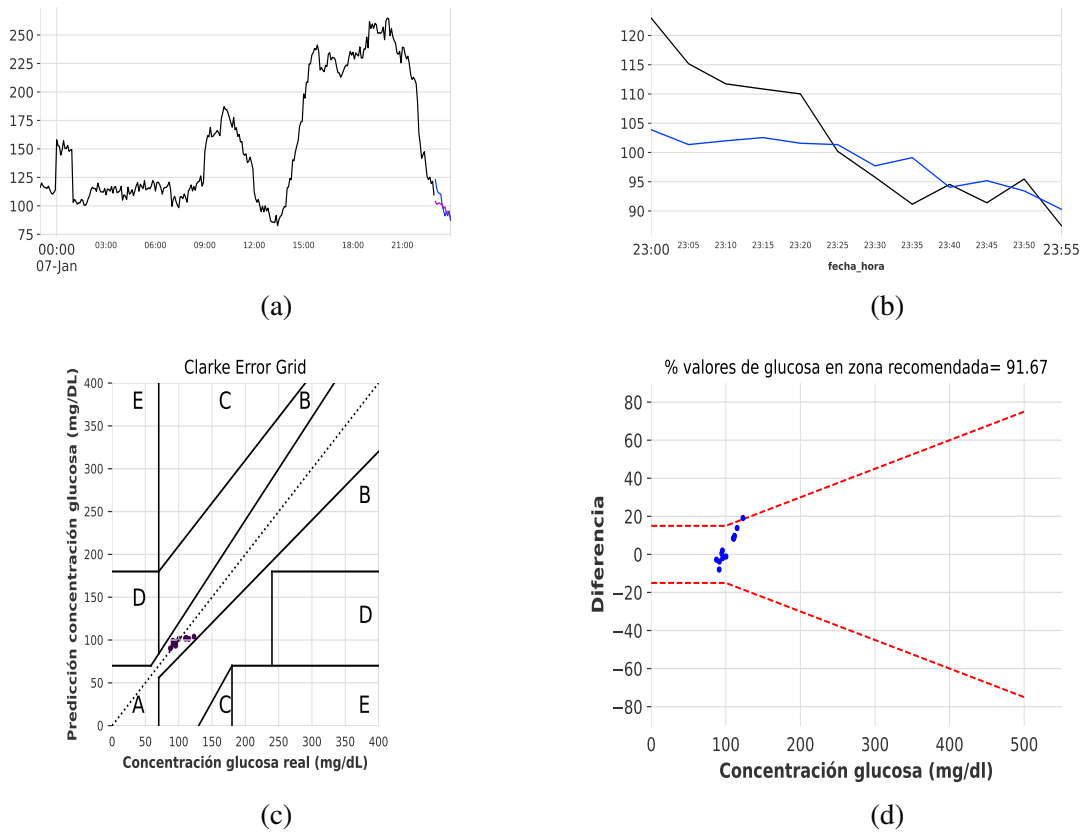 275
250
225
200
175
150
125
100
75
00:00 03:00 06:00 09:00 12:00 15:00 18:00 21:00
07-Jan
(a)
120
115
110
105
100
95
90
23:00 23:05 23:10 23:15 23:20 23:25 23:30 23:35 23:40 23:45 23:50 23:55
fecha_hora
(b)
Clarke Error Grid
Predicción concentración glucosa (mg/DL)
400
350
300
250
200
150
100
50
0
E C B
B
D
D
A C E
0 50 100 150 200 250 300 350 400
Concentración glucosa real (mg/dL)
(c)
% valores de glucosa en zona recomendada= 91.67
Diferencia
80
60
40
20
0
−20
−40
−60
−80
0 100 200 300 400 500
Concentración glucosa (mg/dl)
(d)